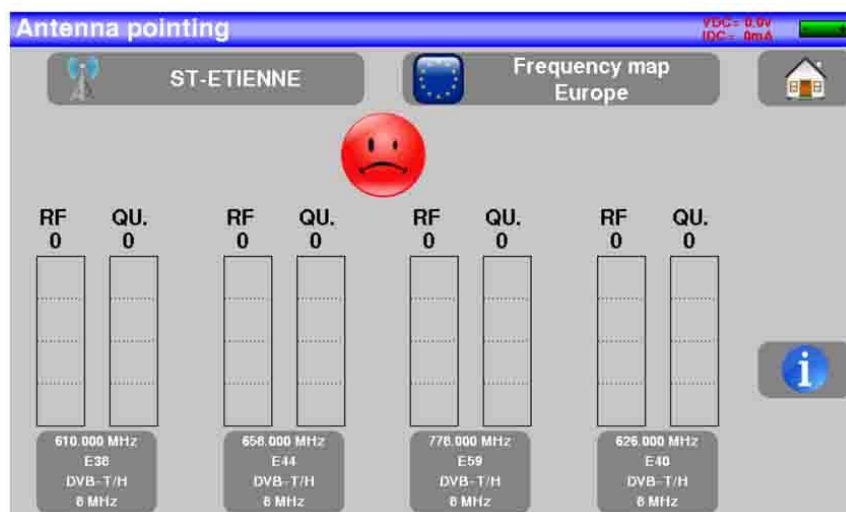 Antenna pointing
VDC= 0.0V
IDC= 0mA
ST-ETIENNE
Frequency map
Europe
RF QU. RF QU. RF QU. RF QU.
0 0 0 0 0 0 0 0
610.000 MHz
E38
DVB-T/H
8 MHz
658.000 MHz
E44
DVB-T/H
8 MHz
778.000 MHz
E59
DVB-T/H
8 MHz
626.000 MHz
E40
DVB-T/H
8 MHz
i